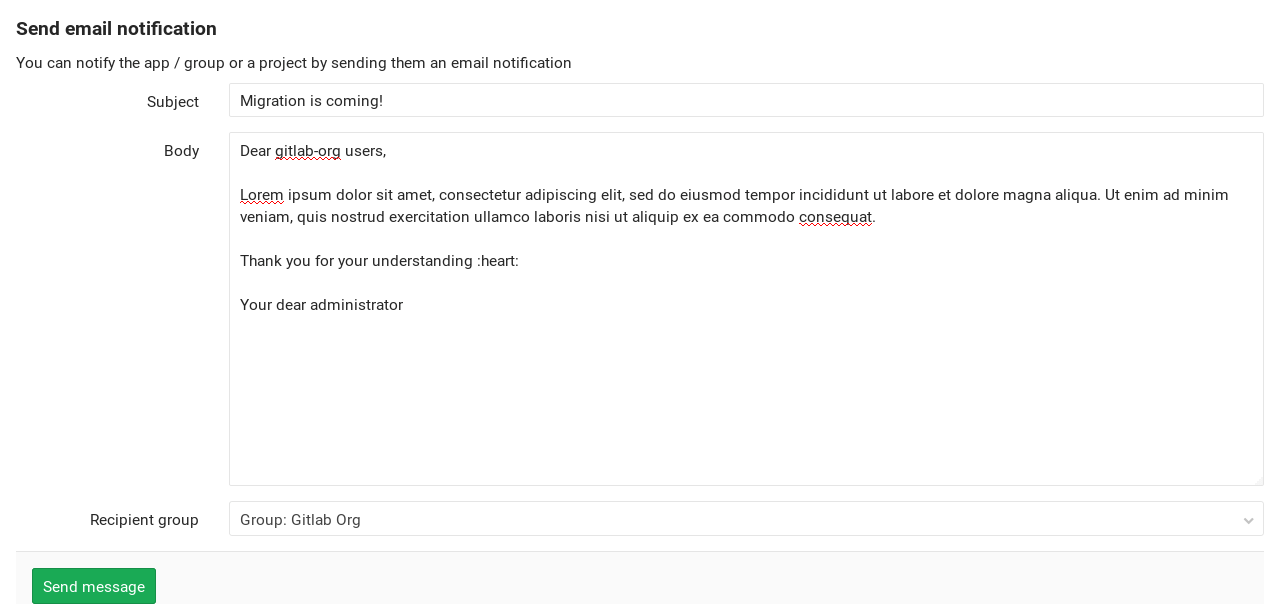 Send email notification
You can notify the app / group or a project by sending them an email notification
Subject
Migration is coming!
Body
Dear gitlab-org users,
Lorem ipsum dolor sit amet, consectetur adipiscing elit, sed do eiusmod tempor incididunt ut labore et dolore magna aliqua. Ut enim ad minim
veniam, quis nostrud exercitation ullamco laboris nisi ut aliquip ex ea commodo consequat.
Thank you for your understanding :heart:
Your dear administrator
Recipient group
Group: Gitlab Org
Send message